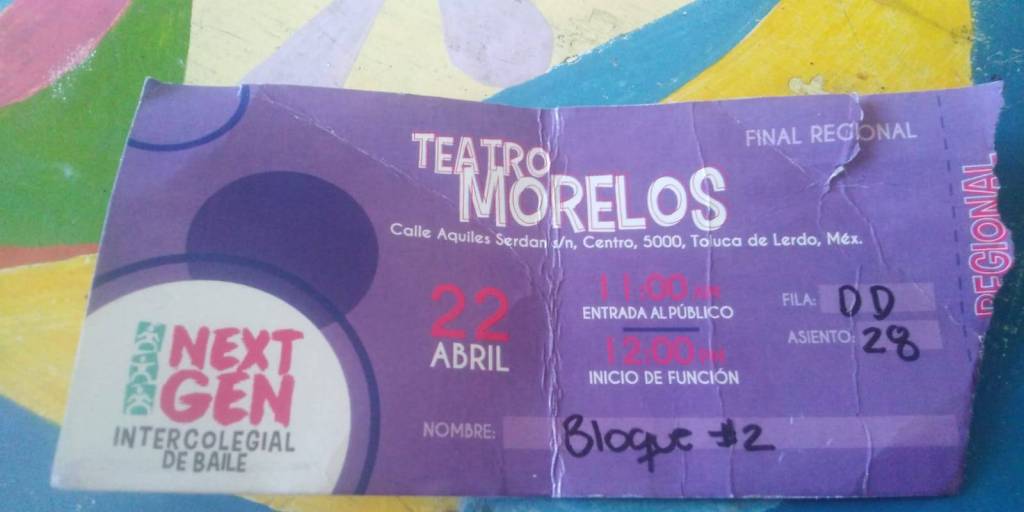 TEATRO
MORELOS
Calle Aquiles Serdan s/n, Centro, 5000, Toluca de Lerdo, Méx.
FINAL REGIONAL
REGIONAL
22
ABRIL
11:00 AM
ENTRADA AL PÚBLICO
12:00 PM
INICIO DE FUNCIÓN
FILA: DD
ASIENTO: 28
NOMBRE: Bloque #2
NEXT
GEN
INTERCOLEGIAL
DE BAILE